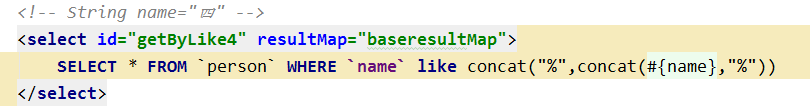 <!-- String name="四" -->
<select id="getByLike4" resultMap="baseresultMap">
SELECT * FROM `person` WHERE `name` like concat("%",concat(#{name},"%"))
</select>